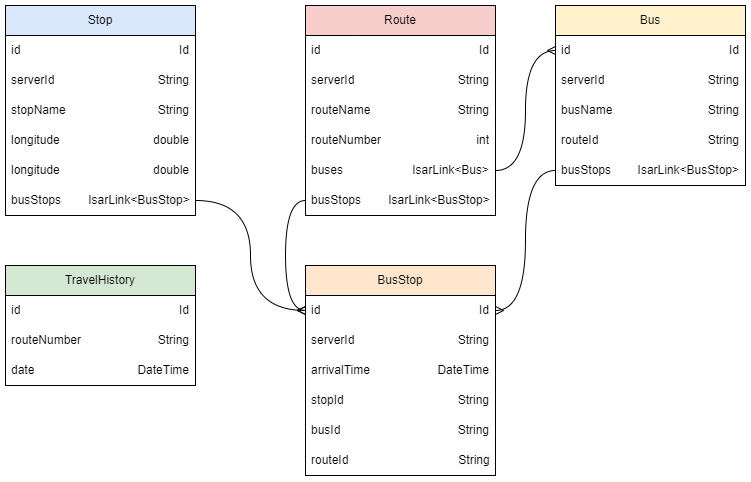 Stop
id Id
serverId String
stopName String
longitude double
longitude double
busStops IsarLink<BusStop>
Route
id Id
serverId String
routeName String
routeNumber int
buses IsarLink<Bus>
busStops IsarLink<BusStop>
Bus
id Id
serverId String
busName String
routeId String
busStops IsarLink<BusStop>
TravelHistory
id Id
routeNumber String
date DateTime
BusStop
id Id
serverId String
arrivalTime DateTime
stopId String
busId String
routeId String